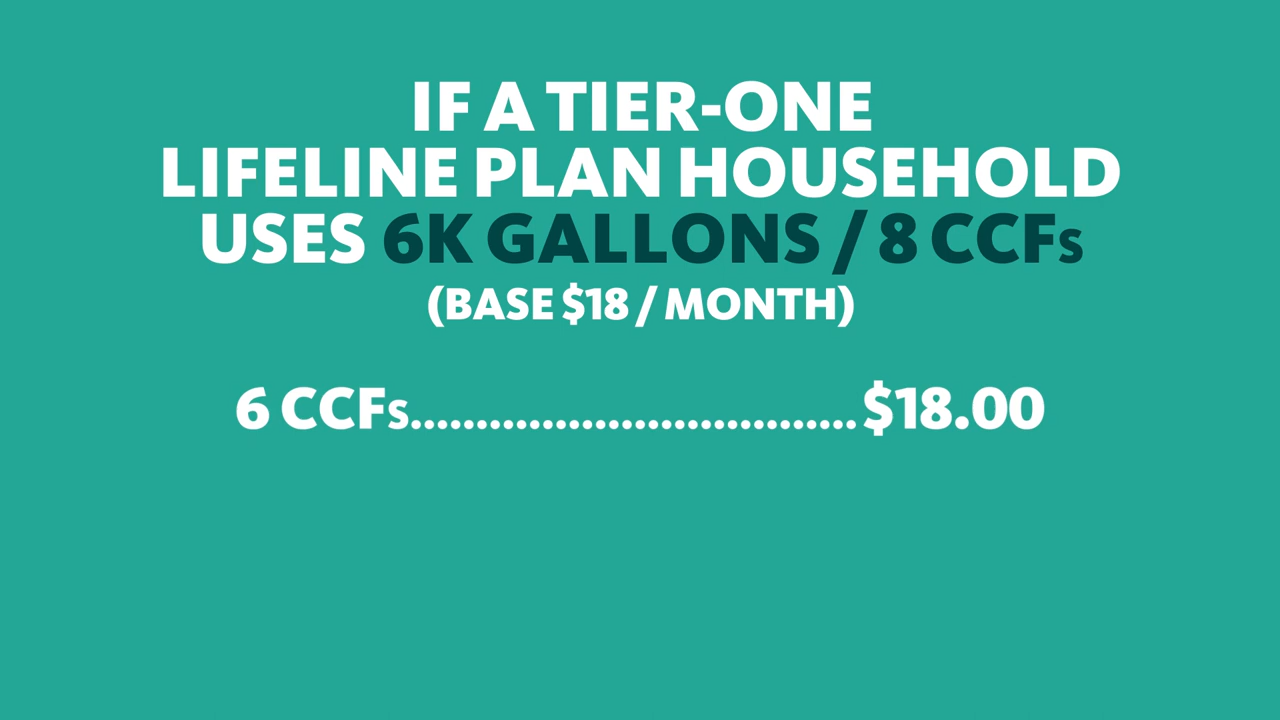 IF A TIER-ONE
LIFELINE PLAN HOUSEHOLD
USES 6K GALLONS / 8 CCFs
(BASE $18 / MONTH)
6 CCFs.................................. $18.00